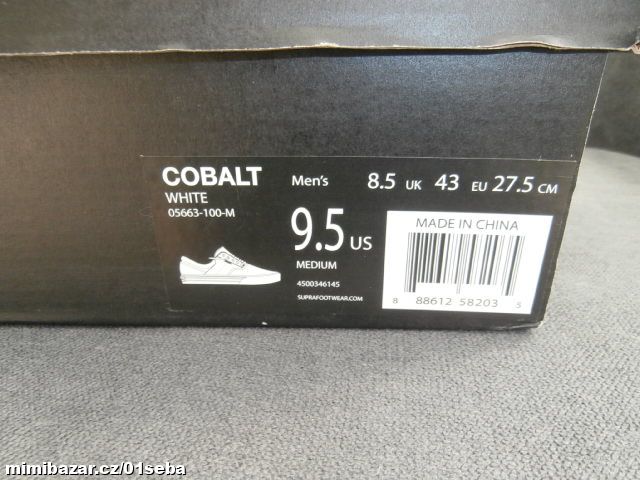 COBALT Men's 8.5 UK 43 EU 27.5 CM
WHITE
05663-100-M
9.5 US
MEDIUM
4500346145
SUPRAFOOTWEAR.COM
MADE IN CHINA
8 88612 58203 5
mimibazar.cz/01seba